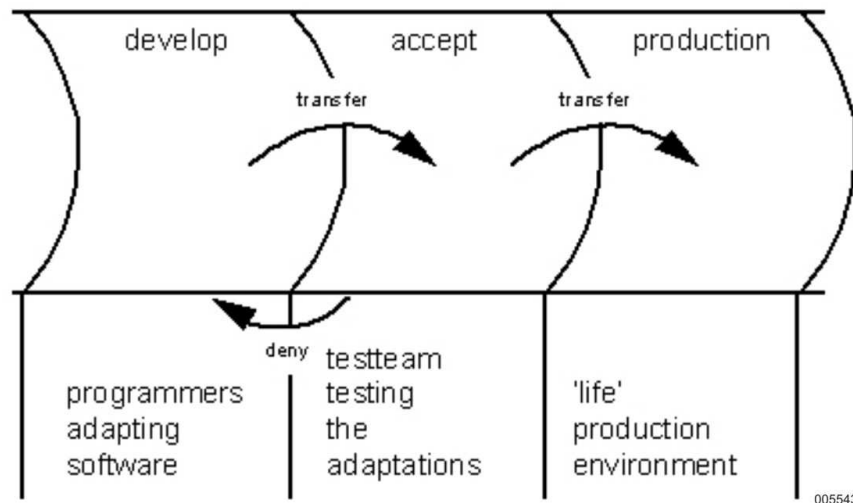 develop
accept
production
transfer
transfer
deny
programmers
adapting
software
testteam
testing
the
adaptations
'life'
production
environment